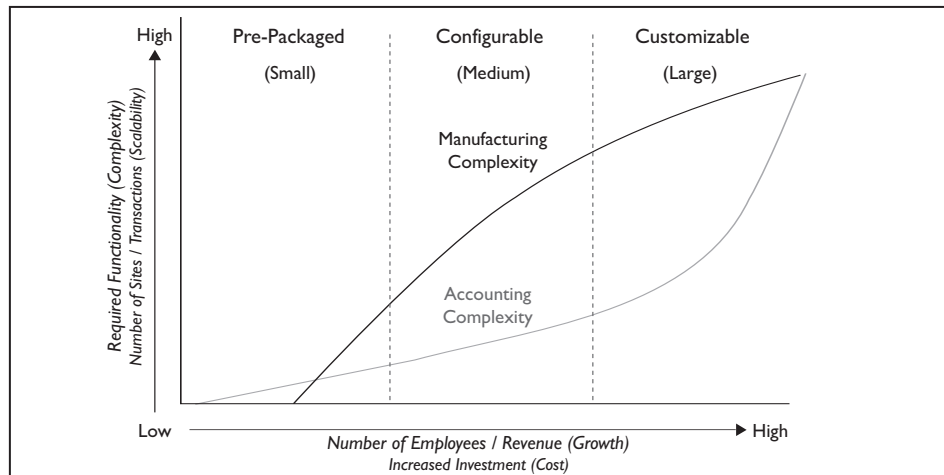 High
Pre-Packaged
(Small)
Configurable
(Medium)
Customizable
(Large)
Required Functionality (Complexity)
Number of Sites / Transactions (Scalability)
Manufacturing
Complexity
Accounting
Complexity
Low
High
Number of Employees / Revenue (Growth)
Increased Investment (Cost)